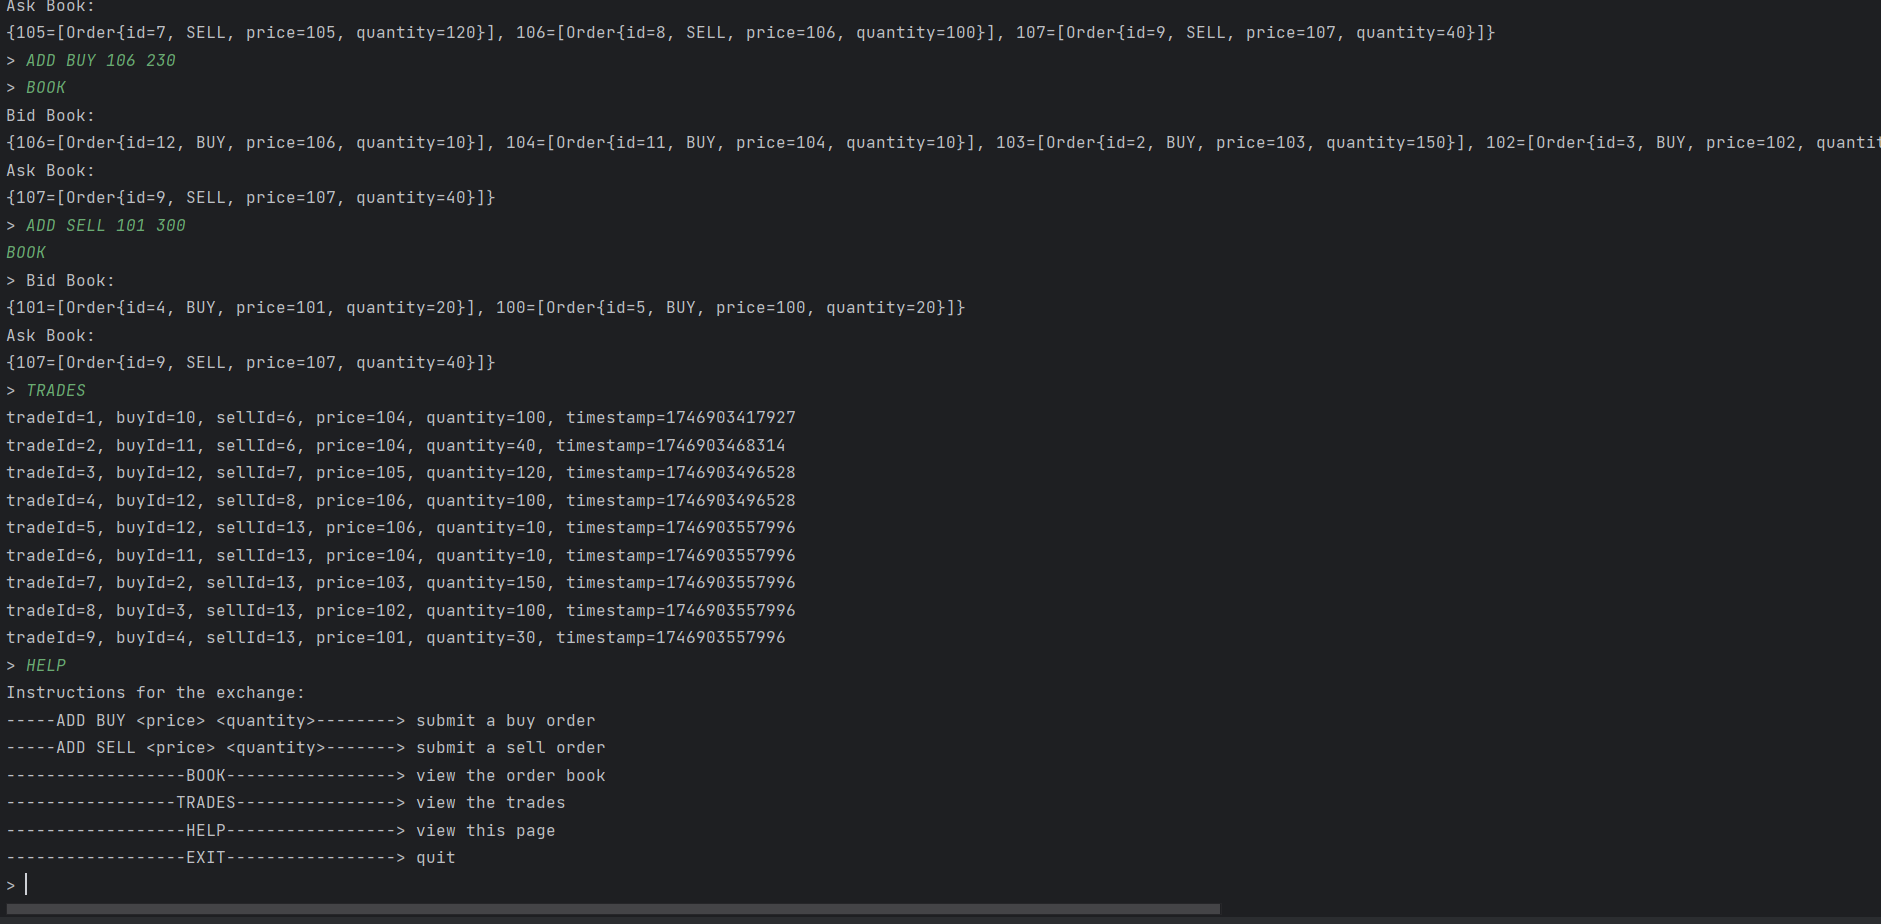 Ask Book:
{105=[Order{id=7, SELL, price=105, quantity=120}], 106=[Order{id=8, SELL, price=106, quantity=100}], 107=[Order{id=9, SELL, price=107, quantity=40}]}
> ADD BUY 106 230
> BOOK
Bid Book:
{106=[Order{id=12, BUY, price=106, quantity=10}], 104=[Order{id=11, BUY, price=104, quantity=10}], 103=[Order{id=2, BUY, price=103, quantity=150}], 102=[Order{id=3, BUY, price=102, quantit
Ask Book:
{107=[Order{id=9, SELL, price=107, quantity=40}]}
> ADD SELL 101 300
BOOK
> Bid Book:
{101=[Order{id=4, BUY, price=101, quantity=20}], 100=[Order{id=5, BUY, price=100, quantity=20}]}
Ask Book:
{107=[Order{id=9, SELL, price=107, quantity=40}]}
> TRADES
tradeId=1, buyId=10, sellId=6, price=104, quantity=100, timestamp=1746903417927
tradeId=2, buyId=11, sellId=6, price=104, quantity=40, timestamp=1746903468314
tradeId=3, buyId=12, sellId=7, price=105, quantity=120, timestamp=1746903496528
tradeId=4, buyId=12, sellId=8, price=106, quantity=100, timestamp=1746903496528
tradeId=5, buyId=12, sellId=13, price=106, quantity=10, timestamp=1746903557996
tradeId=6, buyId=11, sellId=13, price=104, quantity=10, timestamp=1746903557996
tradeId=7, buyId=2, sellId=13, price=103, quantity=150, timestamp=1746903557996
tradeId=8, buyId=3, sellId=13, price=102, quantity=100, timestamp=1746903557996
tradeId=9, buyId=4, sellId=13, price=101, quantity=30, timestamp=1746903557996
> HELP
Instructions for the exchange:
-----ADD BUY <price> <quantity>--------> submit a buy order
-----ADD SELL <price> <quantity>-------> submit a sell order
------------------BOOK-----------------> view the order book
-----------------TRADES----------------> view the trades
------------------HELP-----------------> view this page
------------------EXIT-----------------> quit
>